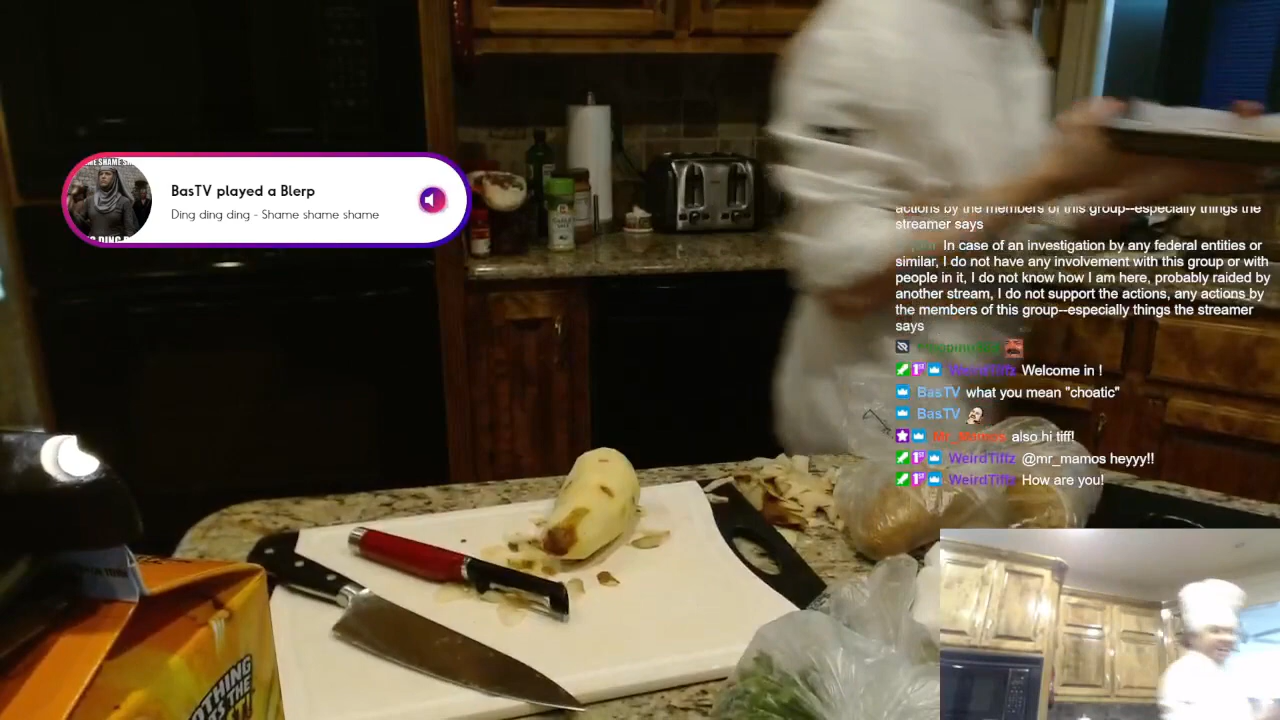 BasTV played a Blerp
Ding ding ding - Shame shame shame
actions by the members of this group--especially things the
streamer says
In case of an investigation by any federal entities or
similar, I do not have any involvement with this group or with
people in it, I do not know how I am here, probably raided by
another stream, I do not support the actions, any actions by
the members of this group--especially things the streamer
says
WeirdTiffz Welcome in !
BasTV what you mean "choatic"
BasTV
Mr_Mamos also hi tiff!
WeirdTiffz @mr_mamos heyyy!!
WeirdTiffz How are you!